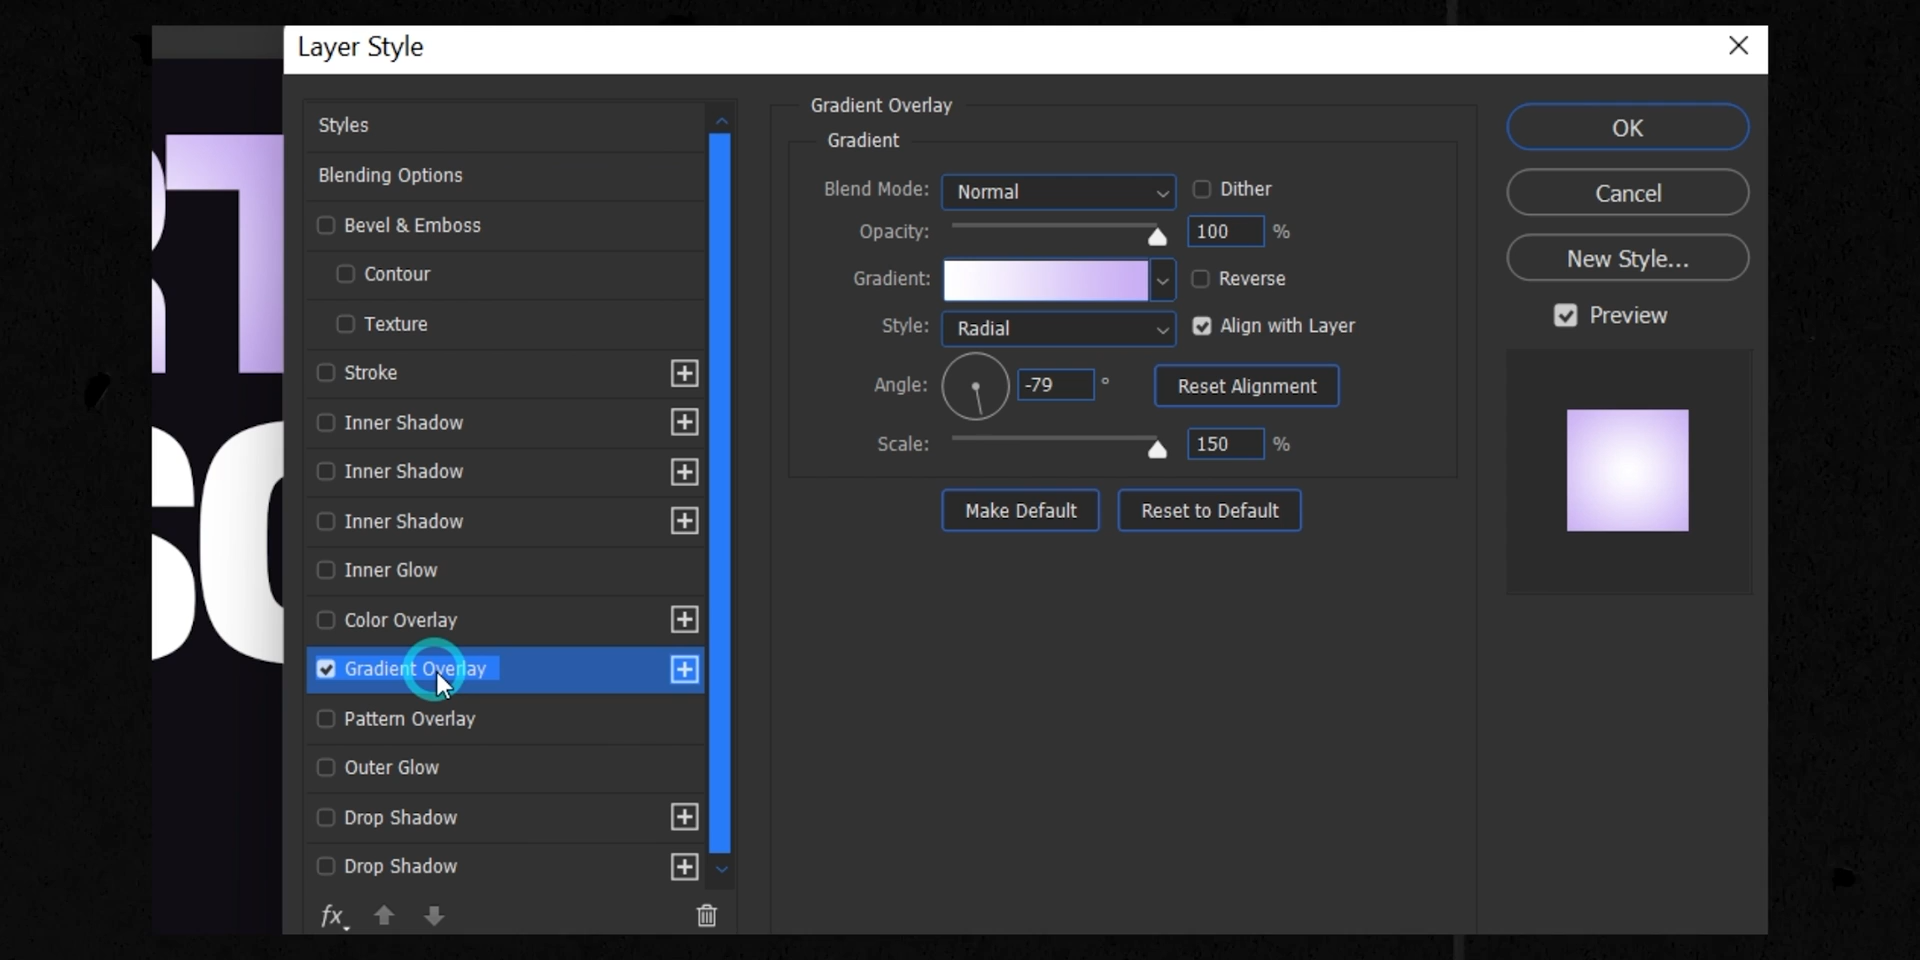 Layer Style
Styles
Blending Options
Bevel & Emboss
Contour
Texture
Stroke
Inner Shadow
Inner Shadow
Inner Shadow
Inner Glow
Color Overlay
Gradient Overlay
Pattern Overlay
Outer Glow
Drop Shadow
Drop Shadow
fx
Gradient Overlay
Gradient
Blend Mode: Normal Dither
Opacity: 100 %
Gradient: Reverse
Style: Radial Align with Layer
Angle: -79 ° Reset Alignment
Scale: 150 %
Make Default Reset to Default
OK
Cancel
New Style...
Preview